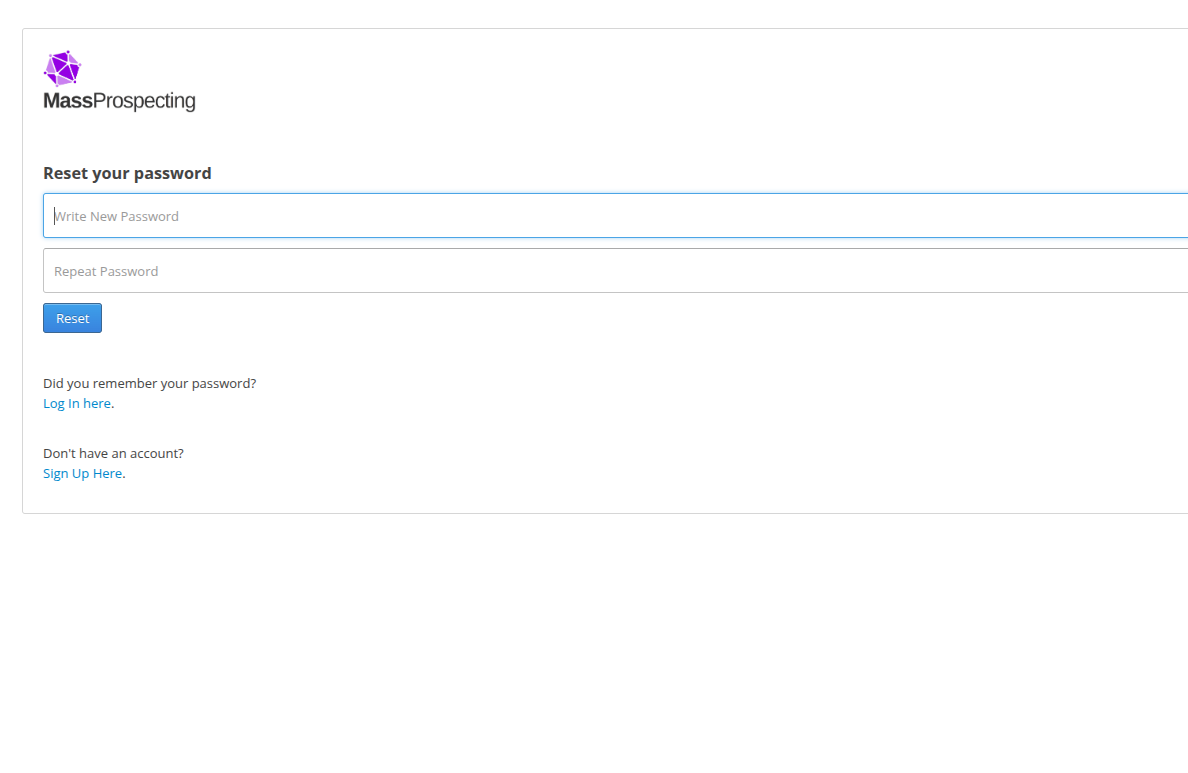 MassProspecting
Reset your password
Write New Password
Repeat Password
Reset
Did you remember your password?
Log In here.
Don't have an account?
Sign Up Here.